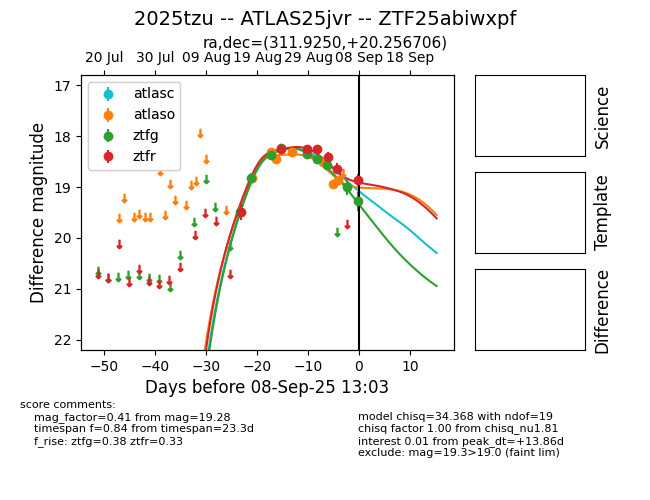 2025tzu -- ATLAS25jvr -- ZTF25abiwxpf
ra,dec=(311.9250,+20.256706)
20 Jul 30 Jul 09 Aug 19 Aug 29 Aug 08 Sep 18 Sep
17
18
19
20
21
22
Difference magnitude
atlasc
atlaso
ztfg
ztfr
−50 −40 −30 −20 −10 0 10
Days before 08-Sep-25 13:03
Science
Template
Difference
score comments:
mag_factor=0.41 from mag=19.28
timespan f=0.84 from timespan=23.3d
f_rise: ztfg=0.38 ztfr=0.33
model chisq=34.368 with ndof=19
chisq factor 1.00 from chisq_nu1.81
interest 0.01 from peak_dt=+13.86d
exclude: mag=19.3>19.0 (faint lim)